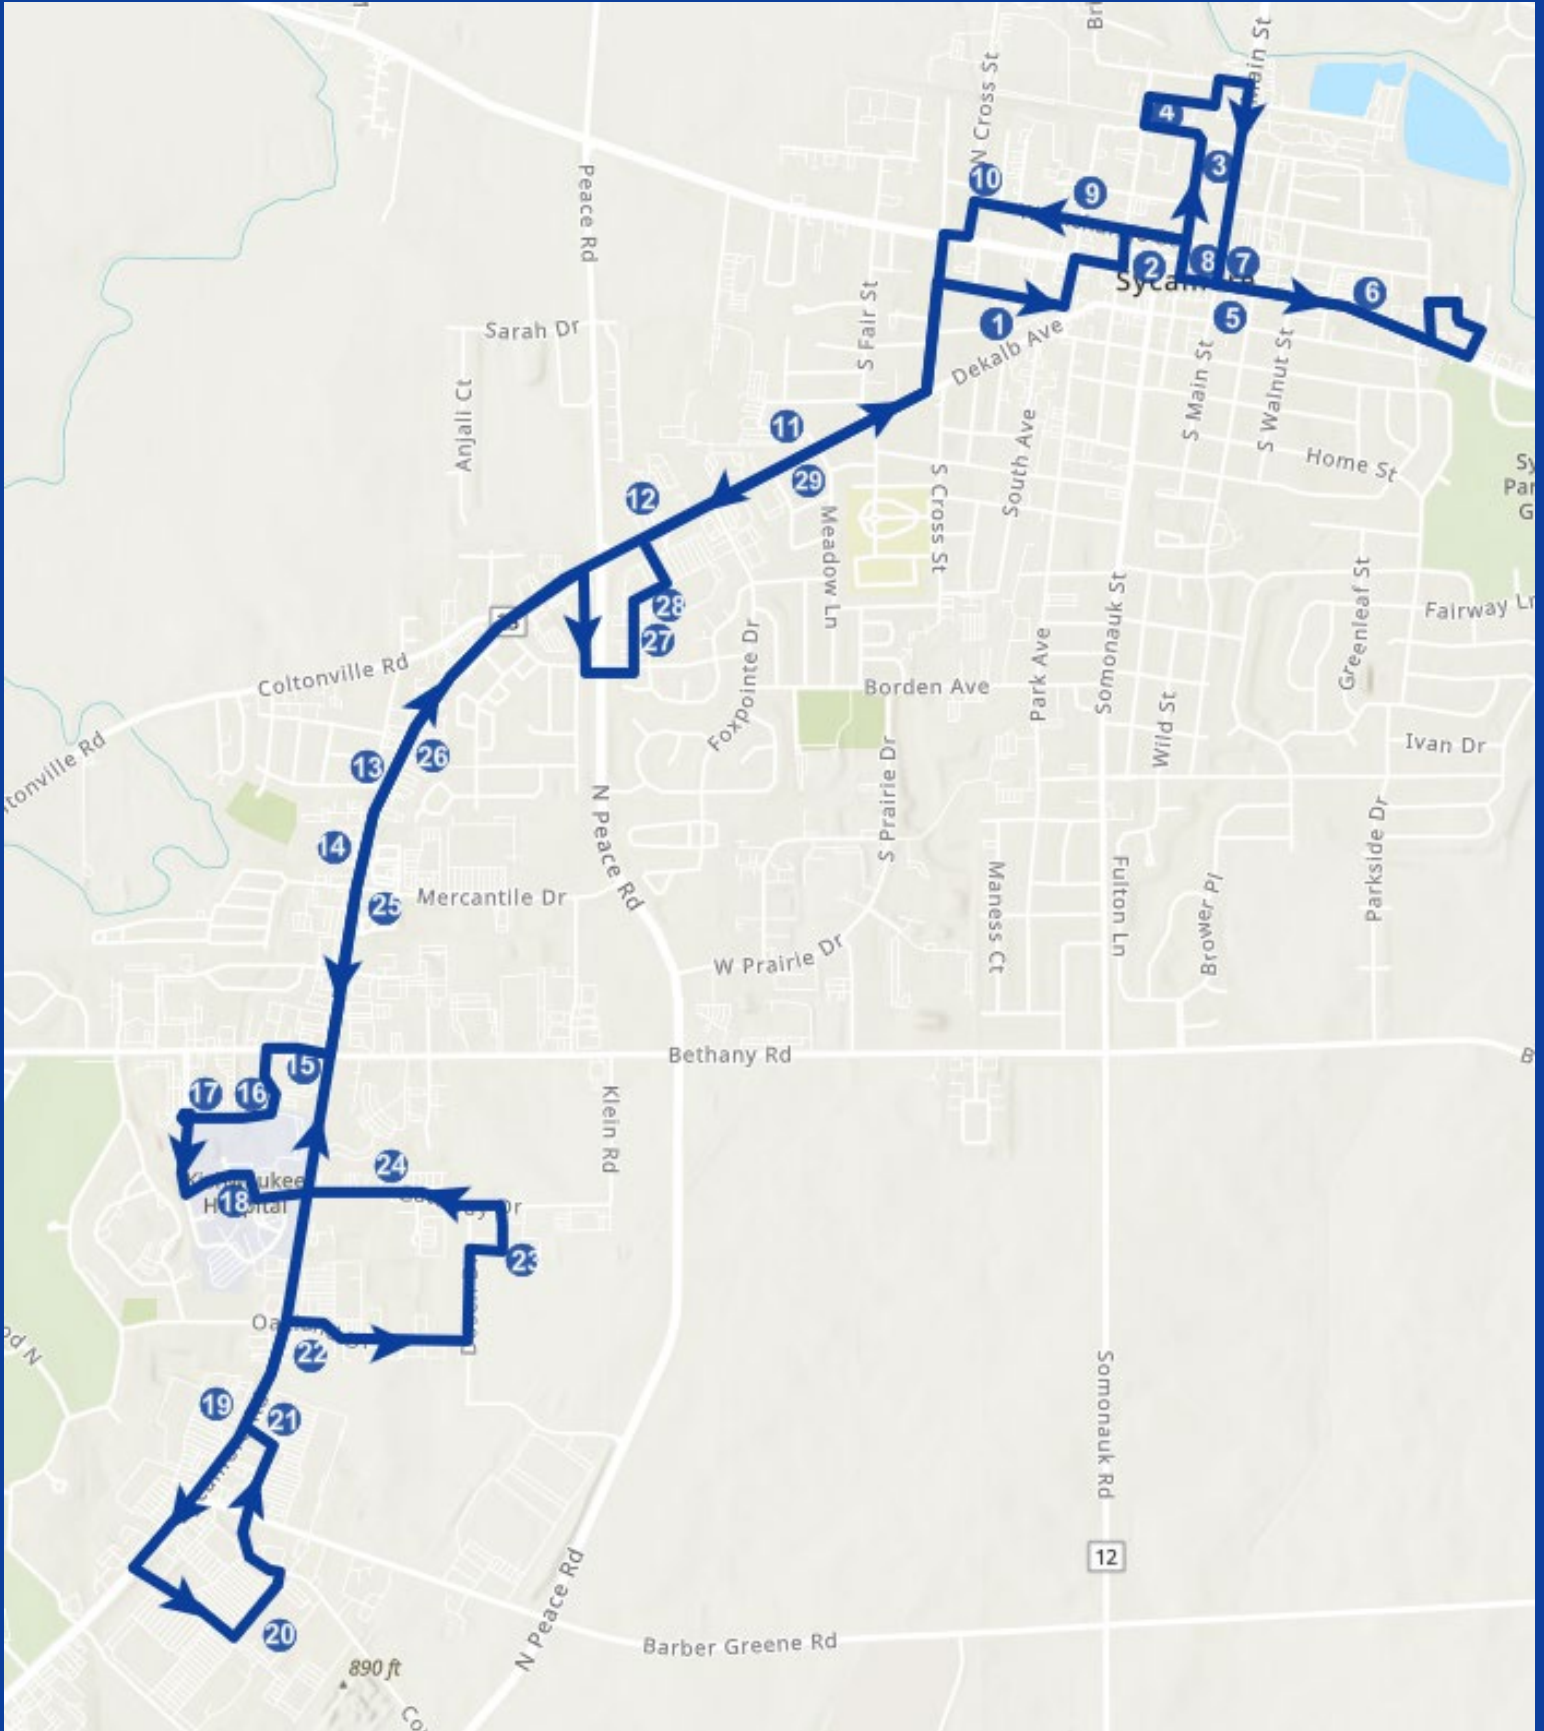 Main St
N Cross St
4
3
Peace Rd
10
9
2
8
7
Sycamore
6
5
1
S Fair St
Dekalb Ave
Sarah Dr
Anjali Ct
S Main St
S Walnut St
11
29
12
South Ave
Home St
S Cross St
Meadow Ln
28
27
Coltonville Rd
Foxpointe Dr
Borden Ave
Park Ave
Somonauk St
Wild St
Greenleaf St
Fairway Ln
Ivan Dr
tonville Rd
13
26
14
25
Mercantile Dr
N Peace Rd
S Prairie Dr
W Prairie Dr
Maness Ct
Fulton Ln
Brower Pl
Parkside Dr
Bethany Rd
15
16
17
Klein Rd
24
18
Hospital
23
22
19
21
20
Somonauk Rd
12
N Peace Rd
Barber Greene Rd
890 ft